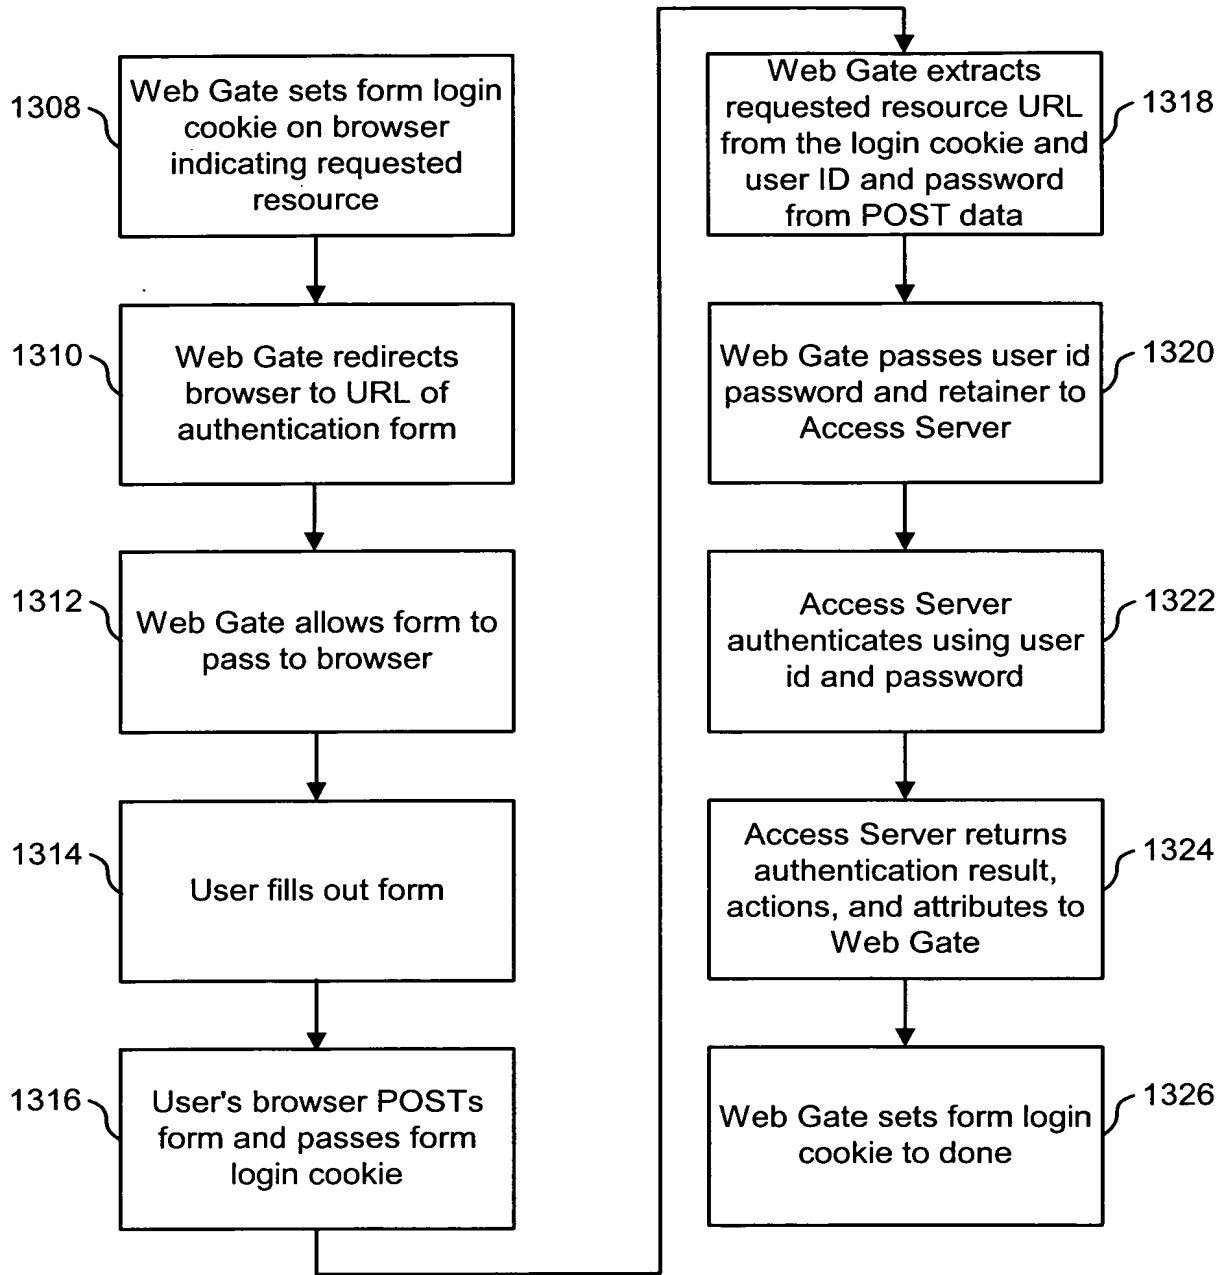 1308
Web Gate sets form login
cookie on browser
indicating requested
resource
1310
Web Gate redirects
browser to URL of
authentication form
1312
Web Gate allows form to
pass to browser
1314
User fills out form
1316
User's browser POSTs
form and passes form
login cookie
Web Gate extracts
requested resource URL
from the login cookie and
user ID and password
from POST data
1318
Web Gate passes user id
password and retainer to
Access Server
1320
Access Server
authenticates using user
id and password
1322
Access Server returns
authentication result,
actions, and attributes to
Web Gate
1324
Web Gate sets form login
cookie to done
1326